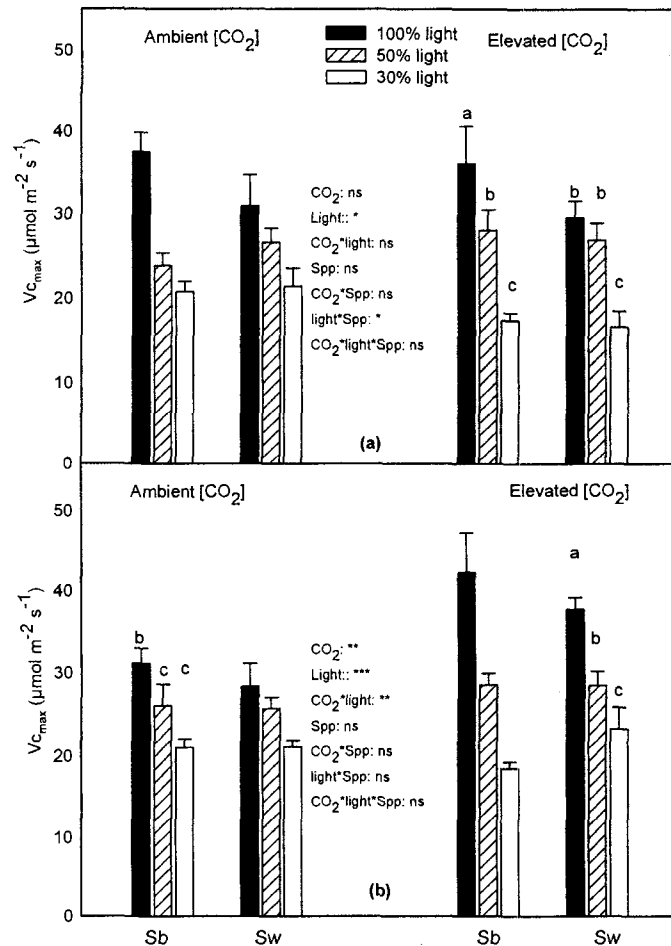 Ambient [CO2]
100% light
50% light
30% light
Elevated [CO2]
Vcmax (µmol m-2 s-1)
50
40
30
20
10
0
a
b
c
b
b
c
CO2: ns
Light:: *
CO2*light: ns
Spp: ns
CO2*Spp: ns
light*Spp: *
CO2*light*Spp: ns
(a)
Ambient [CO2]
Elevated [CO2]
Vcmax (µmol m-2 s-1)
50
40
30
20
10
0
b
c
c
a
b
c
CO2: **
Light:: ***
CO2*light: **
Spp: ns
CO2*Spp: ns
light*Spp: ns
CO2*light*Spp: ns
(b)
Sb
Sw
Sb
Sw